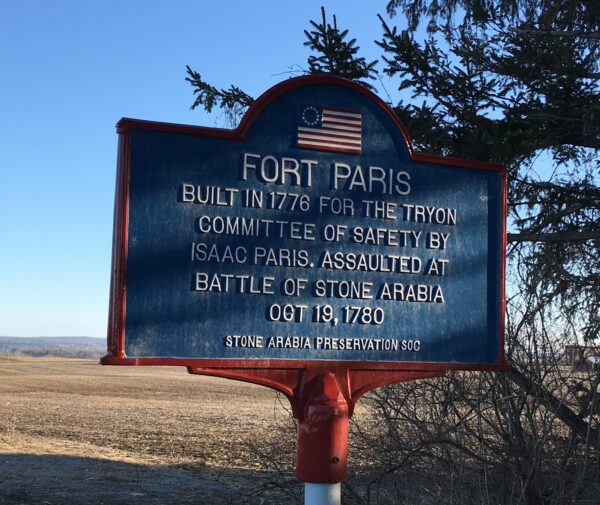 FORT PARIS
BUILT IN 1776 FOR THE TRYON
COMMITTEE OF SAFETY BY
ISAAC PARIS. ASSAULTED AT
BATTLE OF STONE ARABIA
OCT 19, 1780
STONE ARABIA PRESERVATION SOC